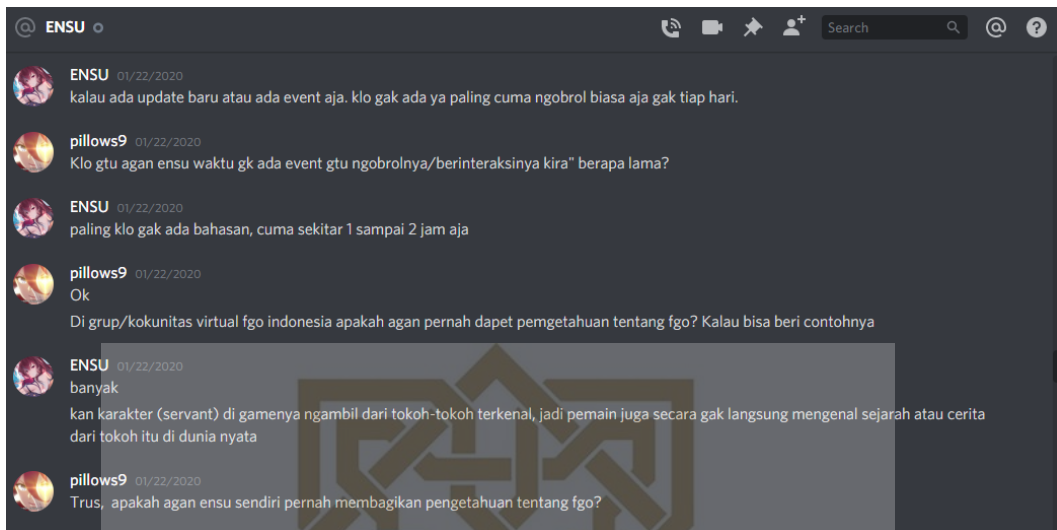 @ ENSU
Search
@
?
ENSU 01/22/2020
kalau ada update baru atau ada event aja. klo gak ada ya paling cuma ngobrol biasa aja gak tiap hari.
pillows9 01/22/2020
Klo gtu agan ensu waktu gk ada event gtu ngobrolnya/berinteraksinya kira" berapa lama?
ENSU 01/22/2020
paling klo gak ada bahasan, cuma sekitar 1 sampai 2 jam aja
pillows9 01/22/2020
Ok
Di grup/kokunitas virtual fgo indonesia apakah agan pernah dapet pemgetahuan tentang fgo? Kalau bisa beri contohnya
ENSU 01/22/2020
banyak
kan karakter (servant) di gamenya ngambil dari tokoh-tokoh terkenal, jadi pemain juga secara gak langsung mengenal sejarah atau cerita
dari tokoh itu di dunia nyata
pillows9 01/22/2020
Trus, apakah agan ensu sendiri pernah membagikan pengetahuan tentang fgo?